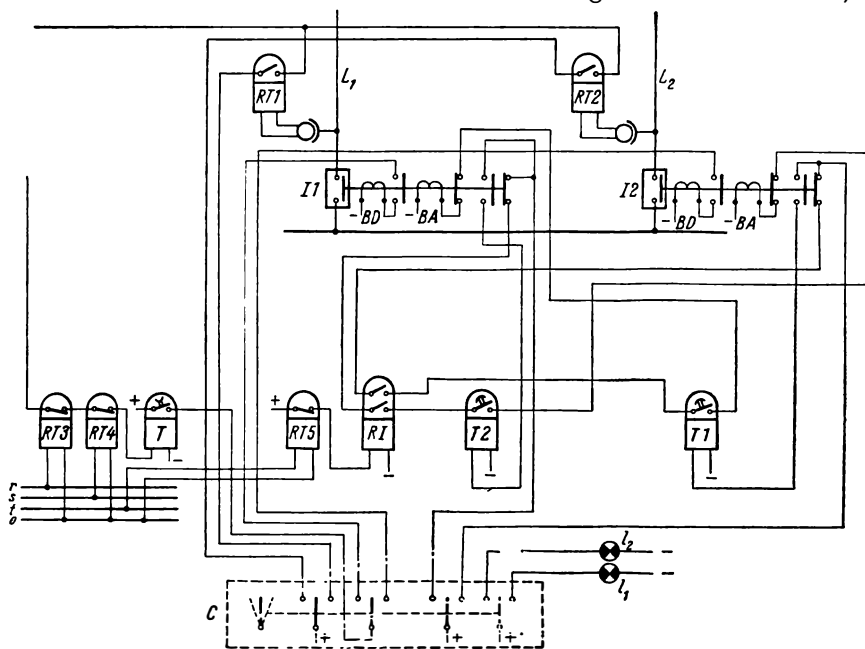 RT1
L₁
RT2
L₂
I1
– BD
– BA
I2
– BD
– BA
+
+
RT3
RT4
T
–
RT5
RI
–
T2
–
T1
–
r
s
t
o
l₂
–
l₁
–
C
+
+
+